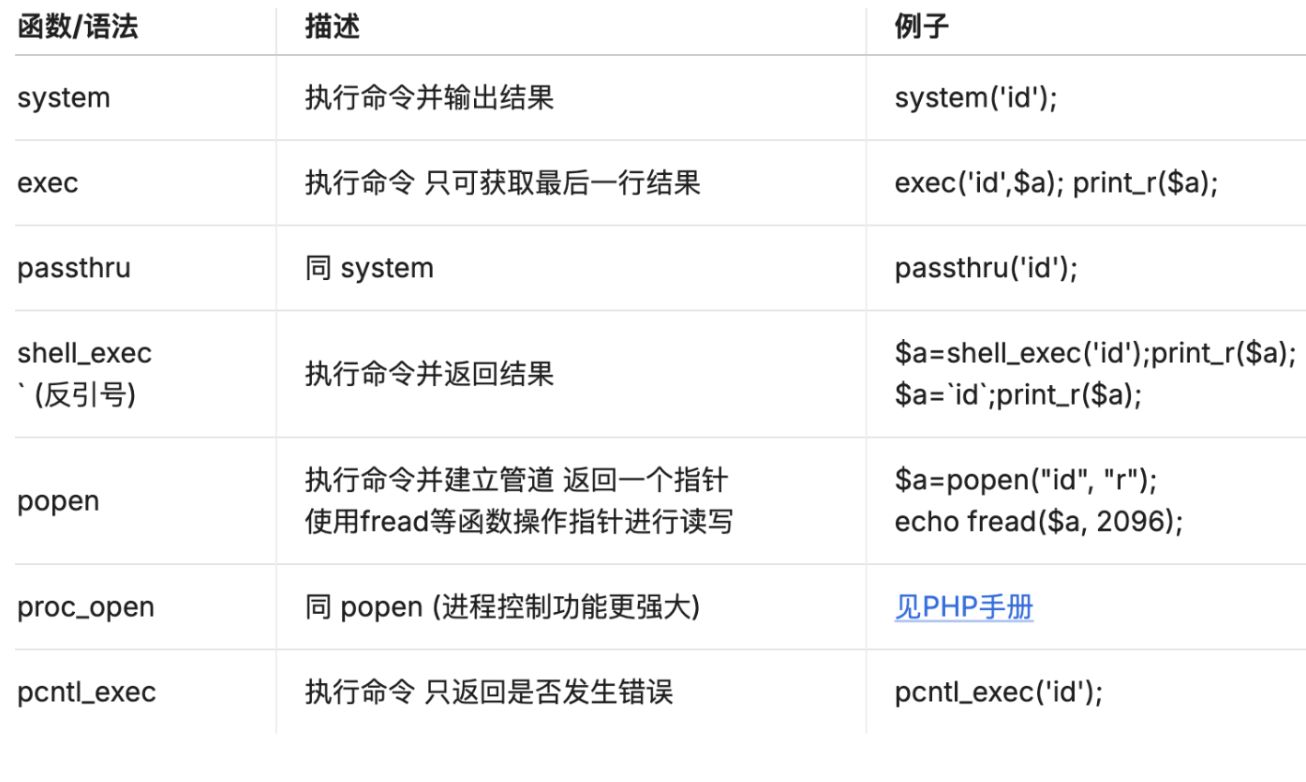 函数/语法 描述 例子
system 执行命令并输出结果 system('id');
exec 执行命令 只可获取最后一行结果 exec('id',$a); print_r($a);
passthru 同 system passthru('id');
shell_exec
` (反引号)
执行命令并返回结果
$a=shell_exec('id');print_r($a);
$a=`id`;print_r($a);
popen
执行命令并建立管道 返回一个指针
使用fread等函数操作指针进行读写
$a=popen("id", "r");
echo fread($a, 2096);
proc_open 同 popen (进程控制功能更强大) 见PHP手册
pcntl_exec 执行命令 只返回是否发生错误 pcntl_exec('id');